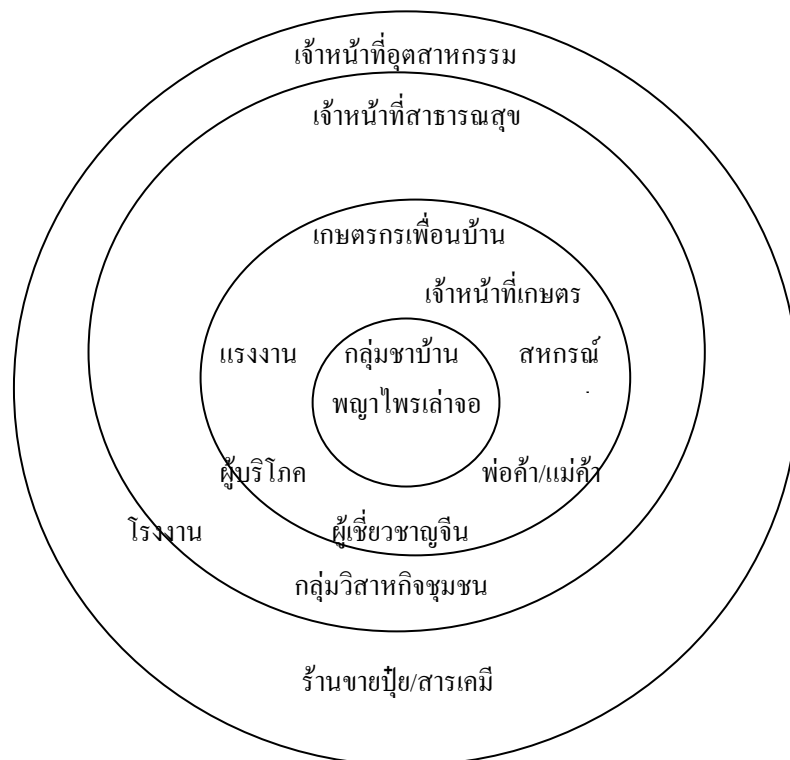 เจ้าหน้าที่อุตสาหกรรม
เจ้าหน้าที่สาธารณสุข
เกษตรกรเพื่อนบ้าน
เจ้าหน้าที่เกษตร
แรงงาน กลุ่มชาบ้าน สหกรณ์
พญาไพรเล่าจอ
ผู้บริโภค พ่อค้า/แม่ค้า
โรงงาน ผู้เชี่ยวชาญจีน
กลุ่มวิสาหกิจชุมชน
ร้านขายปุ๋ย/สารเคมี